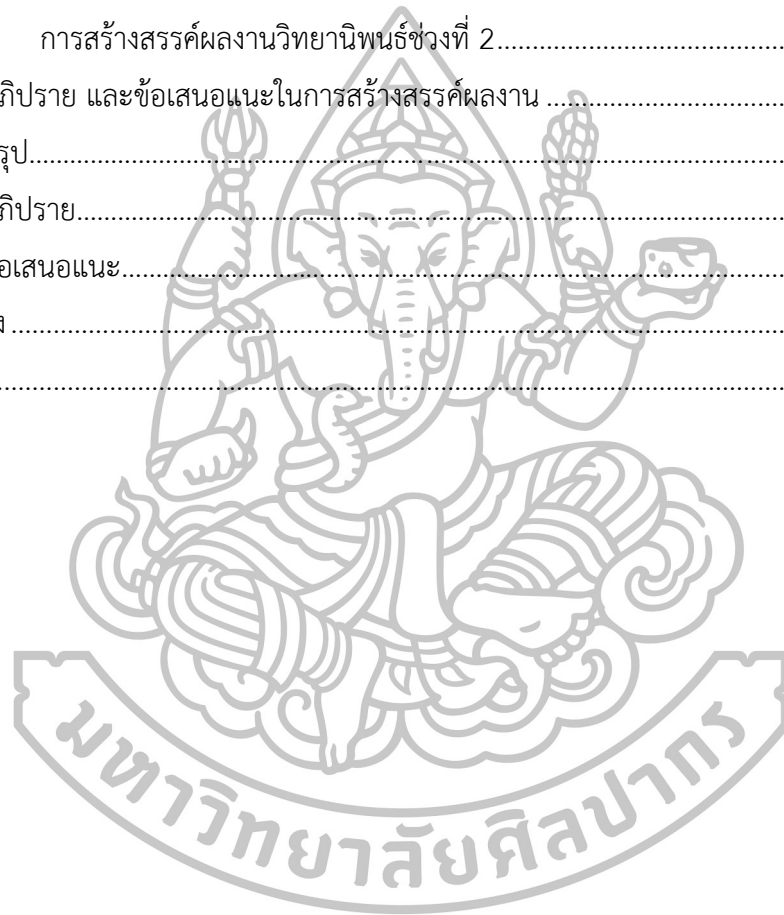 การสร้างสรรค์ผลงานวิทยานิพนธ์ช่วงที่ 2..............................
ภิปราย และข้อเสนอแนะในการสร้างสรรค์ผลงาน ..............................
รุป..............................
ภิปราย..............................
อเสนอแนะ..............................
ง ..............................
..............................
มหาวิทยาลัยศิลปากร